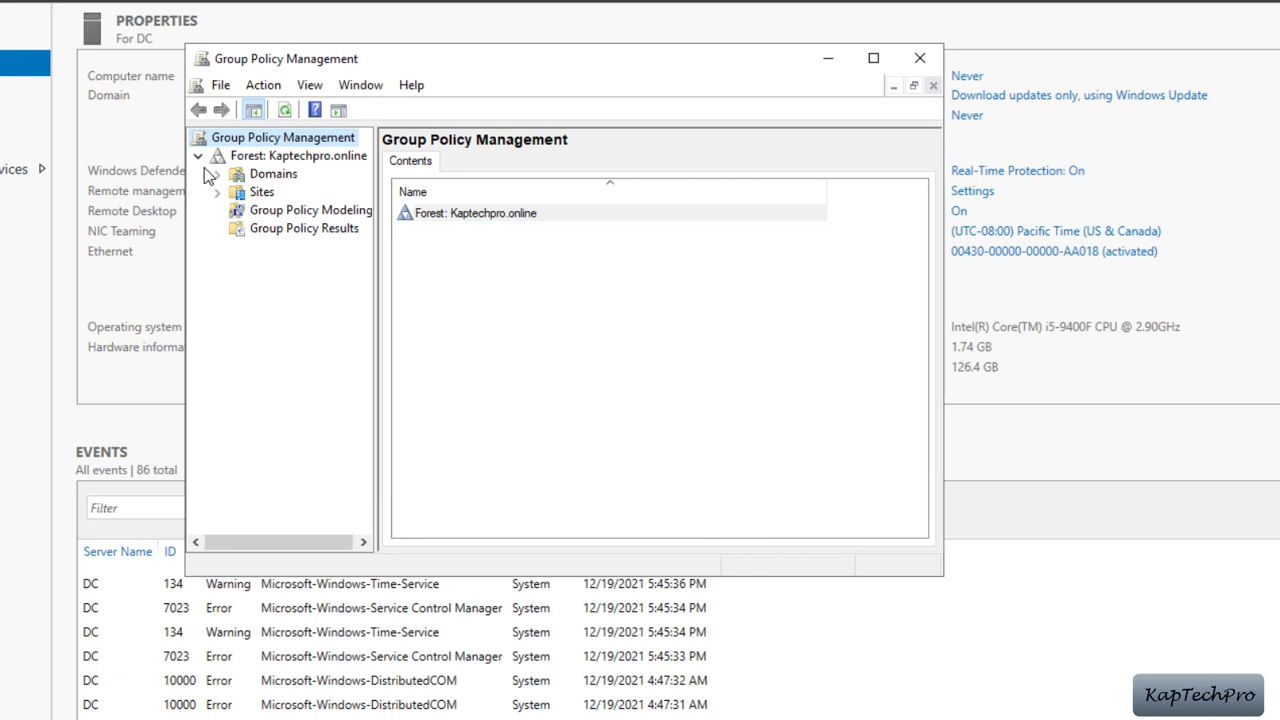 PROPERTIES
For DC
Group Policy Management
File Action View Window Help
Computer name
Domain
Never
Download updates only, using Windows Update
Never
Group Policy Management
Forest: Kaptechpro.online
Domains
Sites
Group Policy Modeling
Group Policy Results
Group Policy Management
Contents
Name
Forest: Kaptechpro.online
vices
Windows Defende
Remote managem
Remote Desktop
NIC Teaming
Ethernet
Real-Time Protection: On
Settings
On
(UTC-08:00) Pacific Time (US & Canada)
00430-00000-00000-AA018 (activated)
Operating system
Hardware informa
Intel(R) Core(TM) i5-9400F CPU @ 2.90GHz
1.74 GB
126.4 GB
EVENTS
All events | 86 total
Filter
Server Name ID
DC 134 Warning Microsoft-Windows-Time-Service System 12/19/2021 5:45:36 PM
DC 7023 Error Microsoft-Windows-Service Control Manager System 12/19/2021 5:45:34 PM
DC 134 Warning Microsoft-Windows-Time-Service System 12/19/2021 5:45:34 PM
DC 7023 Error Microsoft-Windows-Service Control Manager System 12/19/2021 5:45:33 PM
DC 10000 Error Microsoft-Windows-DistributedCOM System 12/19/2021 4:47:32 AM
DC 10000 Error Microsoft-Windows-DistributedCOM System 12/19/2021 4:47:31 AM
KapTechPro